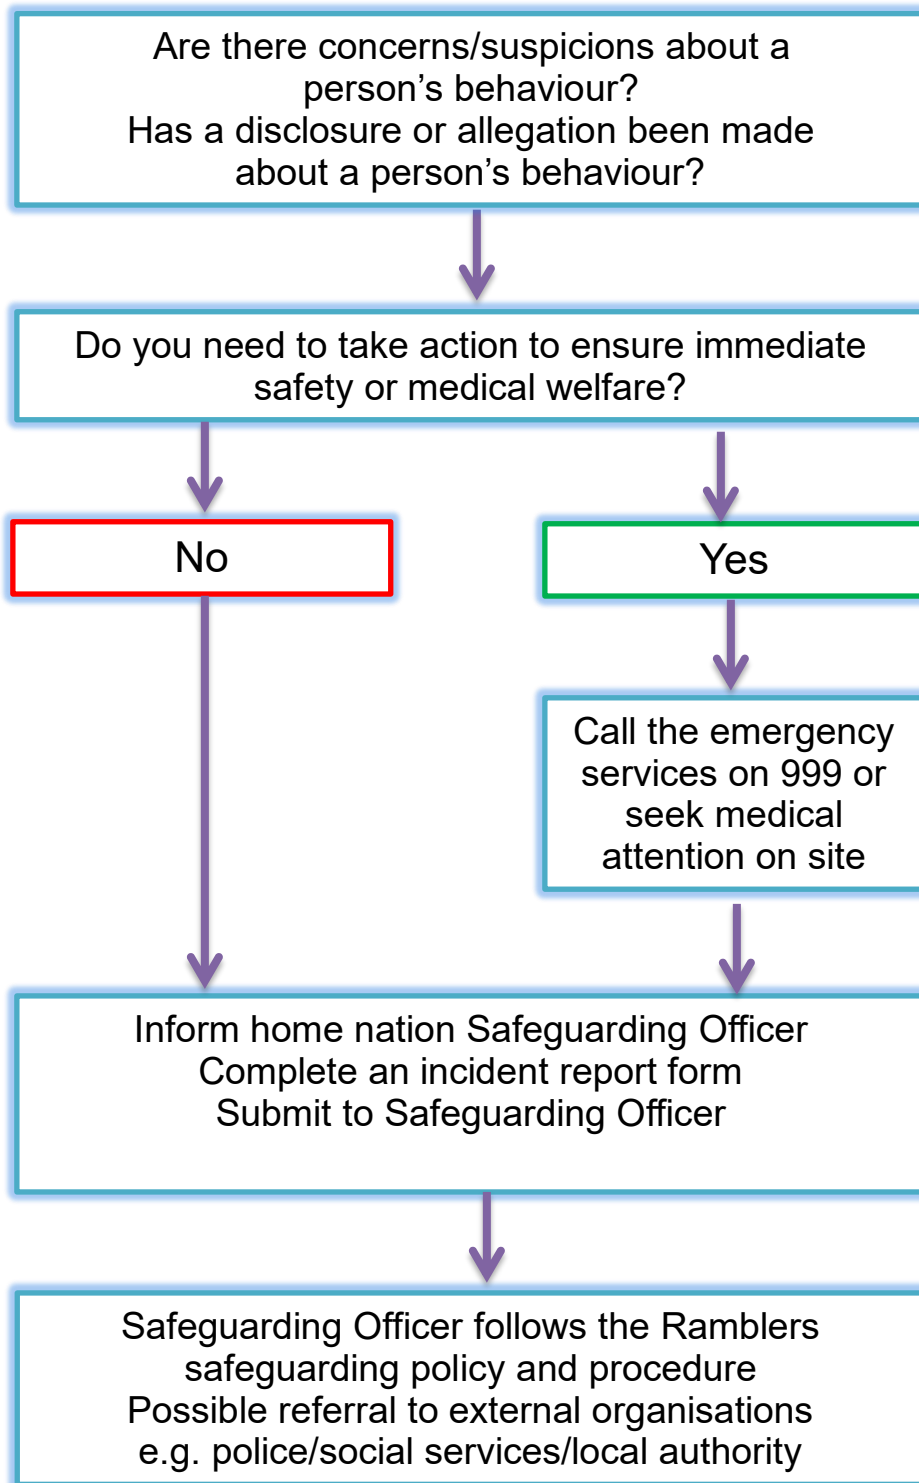 Are there concerns/suspicions about a
person’s behaviour?
Has a disclosure or allegation been made
about a person’s behaviour?
Do you need to take action to ensure immediate
safety or medical welfare?
No
Yes
Call the emergency
services on 999 or
seek medical
attention on site
Inform home nation Safeguarding Officer
Complete an incident report form
Submit to Safeguarding Officer
Safeguarding Officer follows the Ramblers
safeguarding policy and procedure
Possible referral to external organisations
e.g. police/social services/local authority